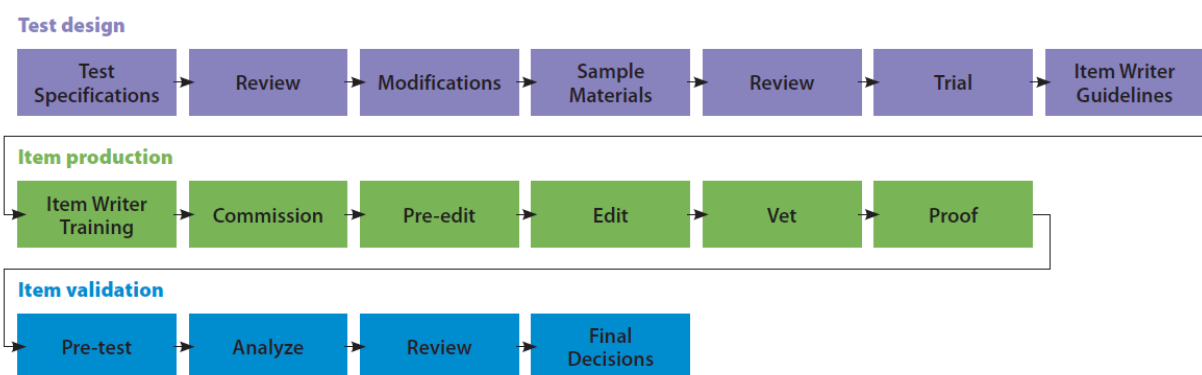 Test design
Test
Specifications
Review
Modifications
Sample
Materials
Review
Trial
Item Writer
Guidelines
Item production
Item Writer
Training
Commission
Pre-edit
Edit
Vet
Proof
Item validation
Pre-test
Analyze
Review
Final
Decisions